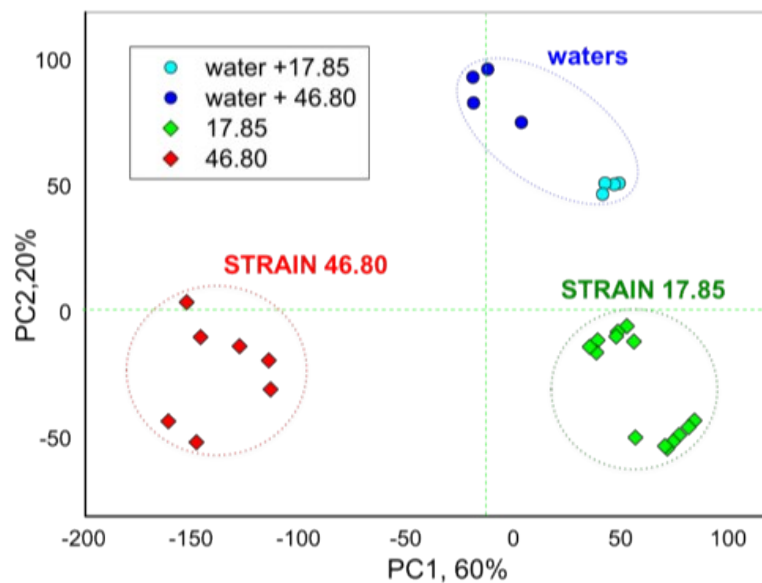 waters
water +17.85
water + 46.80
17.85
46.80
STRAIN 46.80
STRAIN 17.85
PC2,20%
100
50
0
-50
-200
-150
-100
-50
0
50
100
PC1, 60%